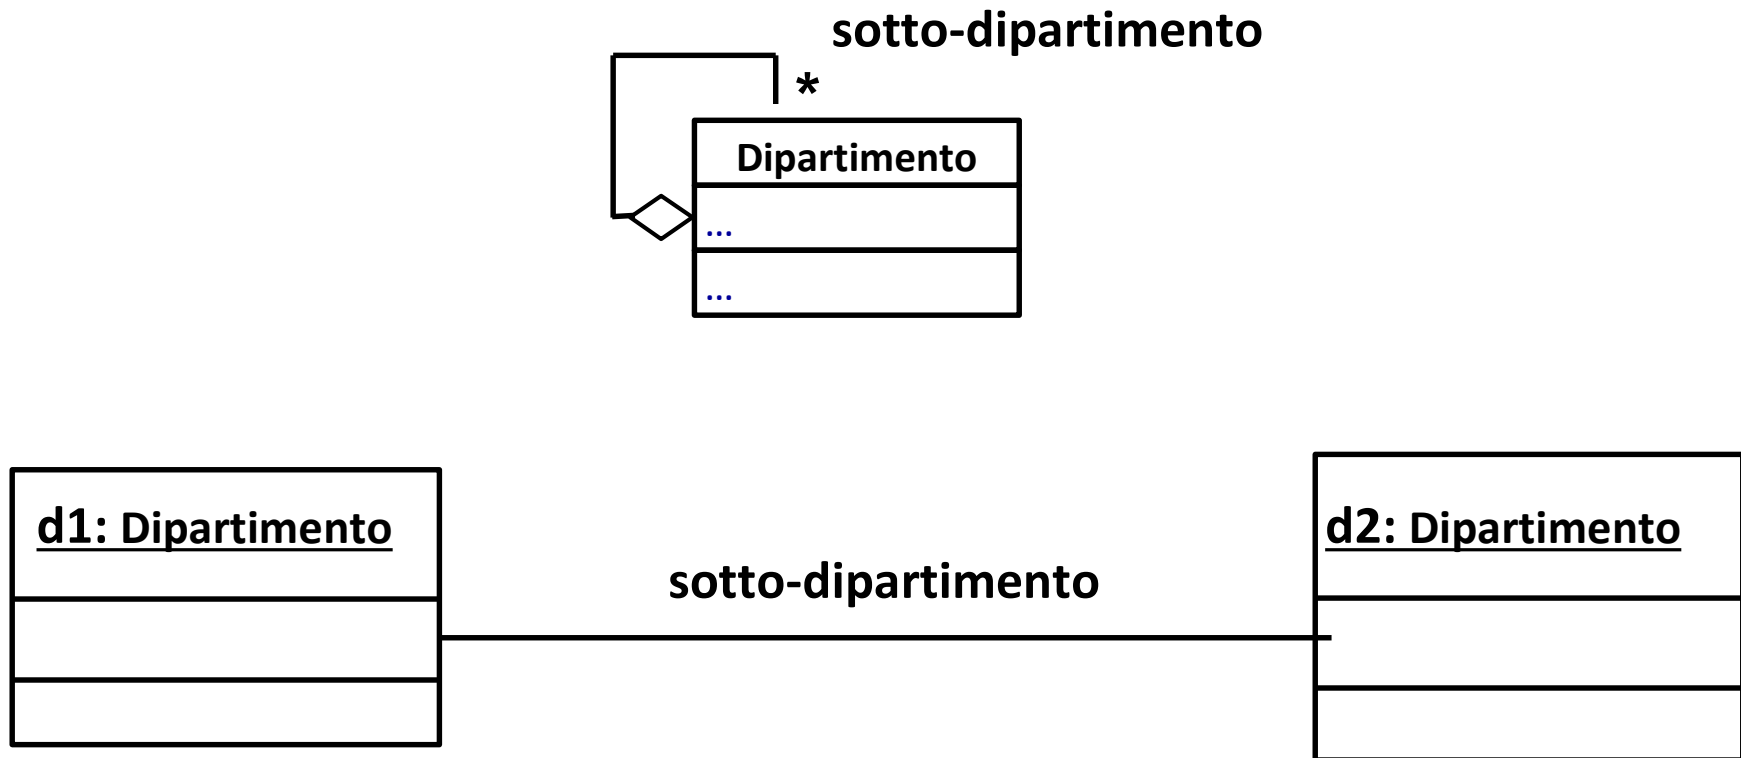 sotto-dipartimento
*
Dipartimento
...
...
d1: Dipartimento
d2: Dipartimento
sotto-dipartimento